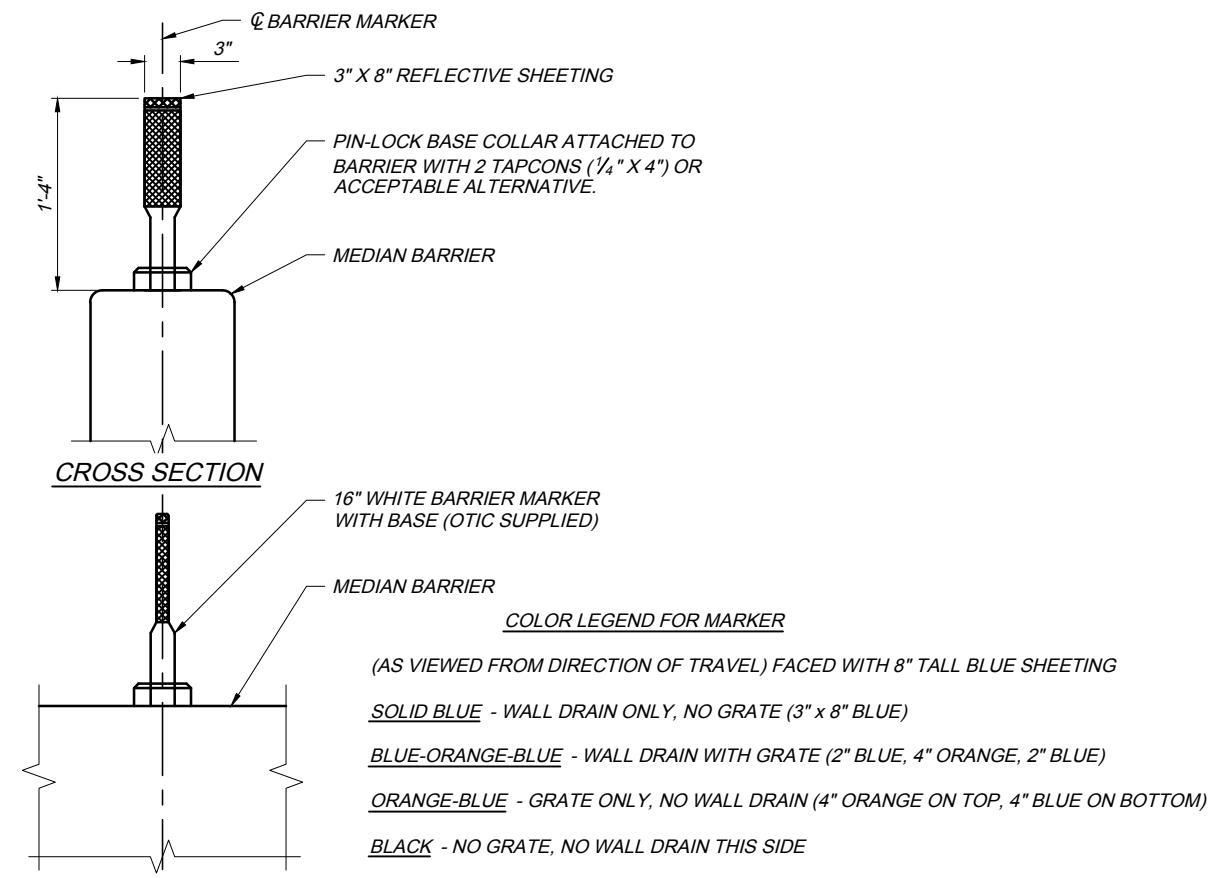 ℄ BARRIER MARKER
3"
3" X 8" REFLECTIVE SHEETING
PIN-LOCK BASE COLLAR ATTACHED TO
BARRIER WITH 2 TAPCONS (1/4" X 4") OR
ACCEPTABLE ALTERNATIVE.
1'-4"
MEDIAN BARRIER
CROSS SECTION
16" WHITE BARRIER MARKER
WITH BASE (OTIC SUPPLIED)
MEDIAN BARRIER
COLOR LEGEND FOR MARKER
(AS VIEWED FROM DIRECTION OF TRAVEL) FACED WITH 8" TALL BLUE SHEETING
SOLID BLUE - WALL DRAIN ONLY, NO GRATE (3" x 8" BLUE)
BLUE-ORANGE-BLUE - WALL DRAIN WITH GRATE (2" BLUE, 4" ORANGE, 2" BLUE)
ORANGE-BLUE - GRATE ONLY, NO WALL DRAIN (4" ORANGE ON TOP, 4" BLUE ON BOTTOM)
BLACK - NO GRATE, NO WALL DRAIN THIS SIDE